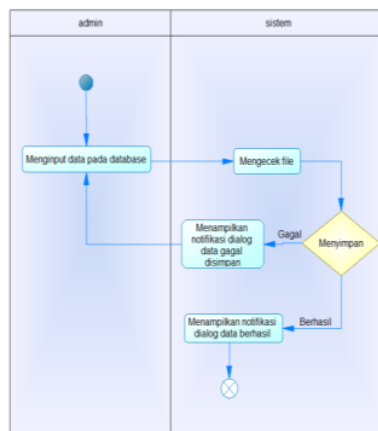 admin
sistem
Menginput data pada database
Mengecek file
Menampilkan
notifikasi dialog
data gagal
disimpan
Gagal
Menyimpan
Menampilkan notifikasi
dialog data berhasil
Berhasil